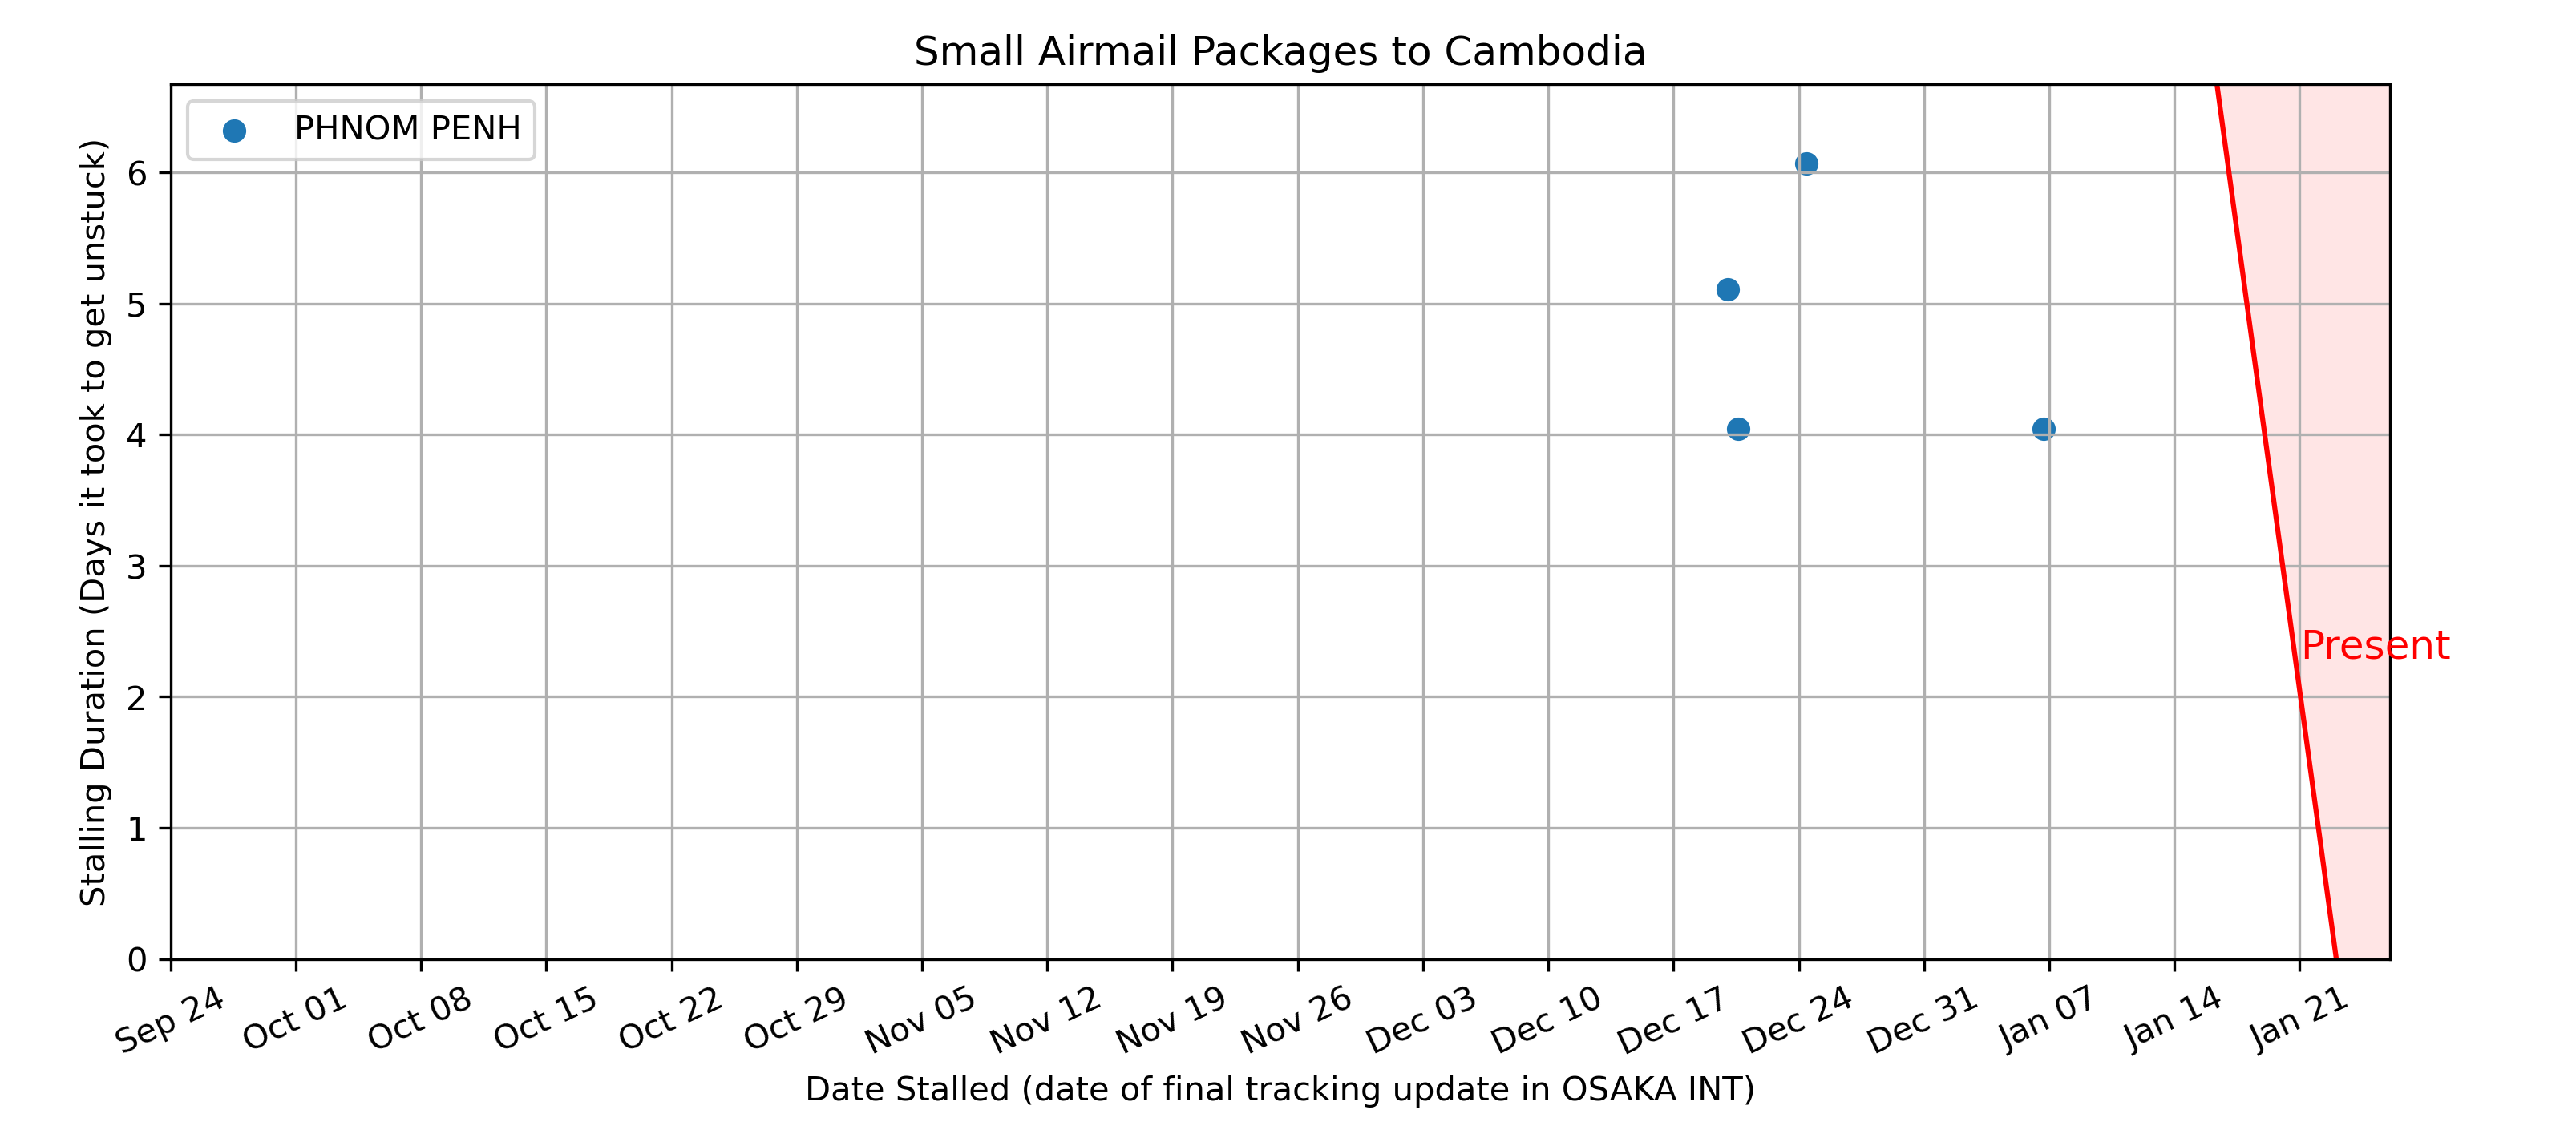 Small Airmail Packages to Cambodia
PHNOM PENH
Stalling Duration (Days it took to get unstuck)
6
5
4
3
2
1
0
Present
Sep 24
Oct 01
Oct 08
Oct 15
Oct 22
Oct 29
Nov 05
Nov 12
Nov 19
Nov 26
Dec 03
Dec 10
Dec 17
Dec 24
Dec 31
Jan 07
Jan 14
Jan 21
Date Stalled (date of final tracking update in OSAKA INT)